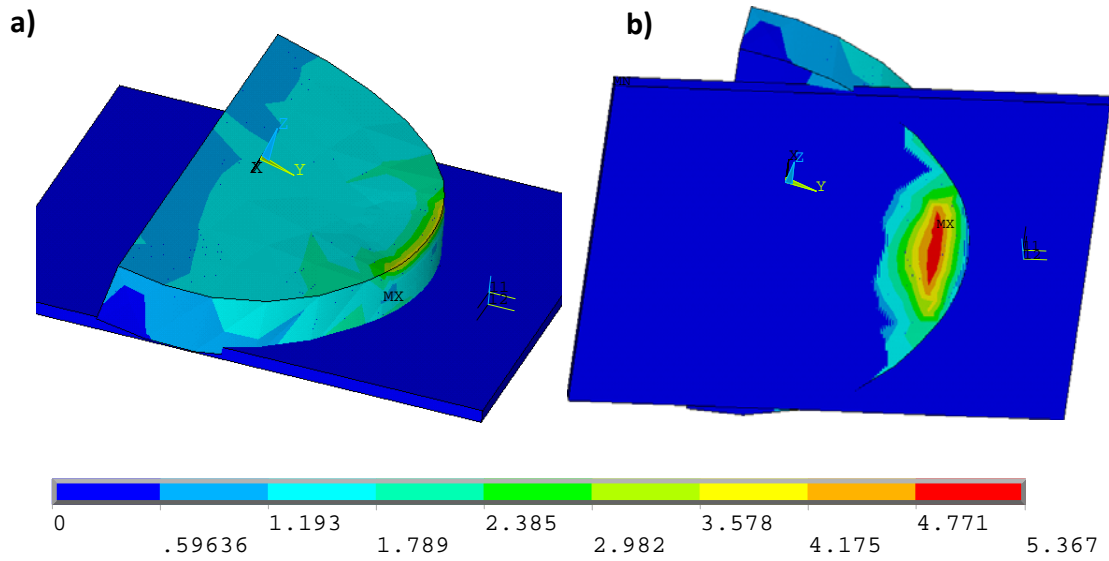 a)
b)
MN
Z
X
Y
X
Z
Y
MX
MX
0
1.193
2.385
3.578
4.771
.59636
1.789
2.982
4.175
5.367